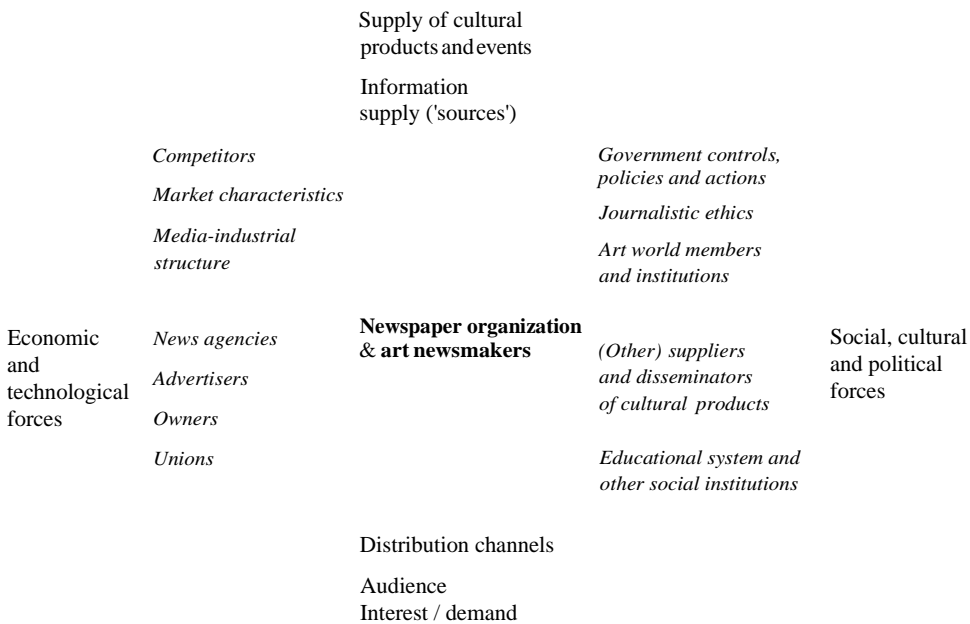 Supply of cultural
products and events
Information
supply ('sources')
Competitors
Market characteristics
Media-industrial
structure
Government controls,
policies and actions
Journalistic ethics
Art world members
and institutions
Economic
and
technological
forces
News agencies
Advertisers
Owners
Unions
Newspaper organization
& art newsmakers
(Other) suppliers
and disseminators
of cultural products
Educational system and
other social institutions
Social, cultural
and political
forces
Distribution channels
Audience
Interest / demand